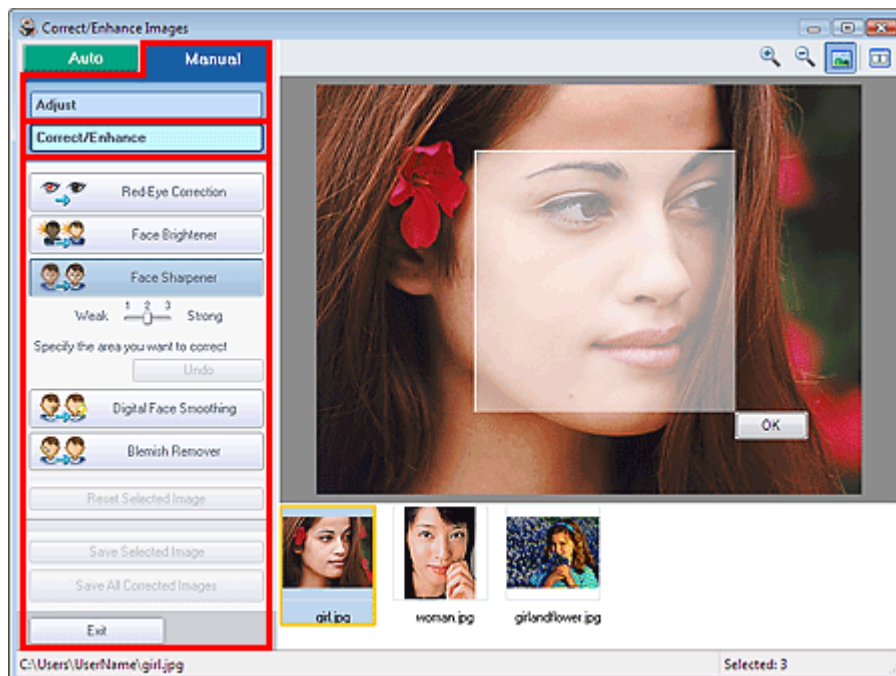 Correct/Enhance Images
Auto Manual
Adjust
Correct/Enhance
Red-Eye Correction
Face Brightener
Face Sharpener
1 2 3
Weak Strong
Specify the area you want to correct
Undo
Digital Face Smoothing
Blemish Remover
Reset Selected Image
Save Selected Image
Save All Corrected Images
Exit
OK
girl.jpg woman.jpg girlandflower.jpg
C:\Users\UserName\girl.jpg Selected: 3